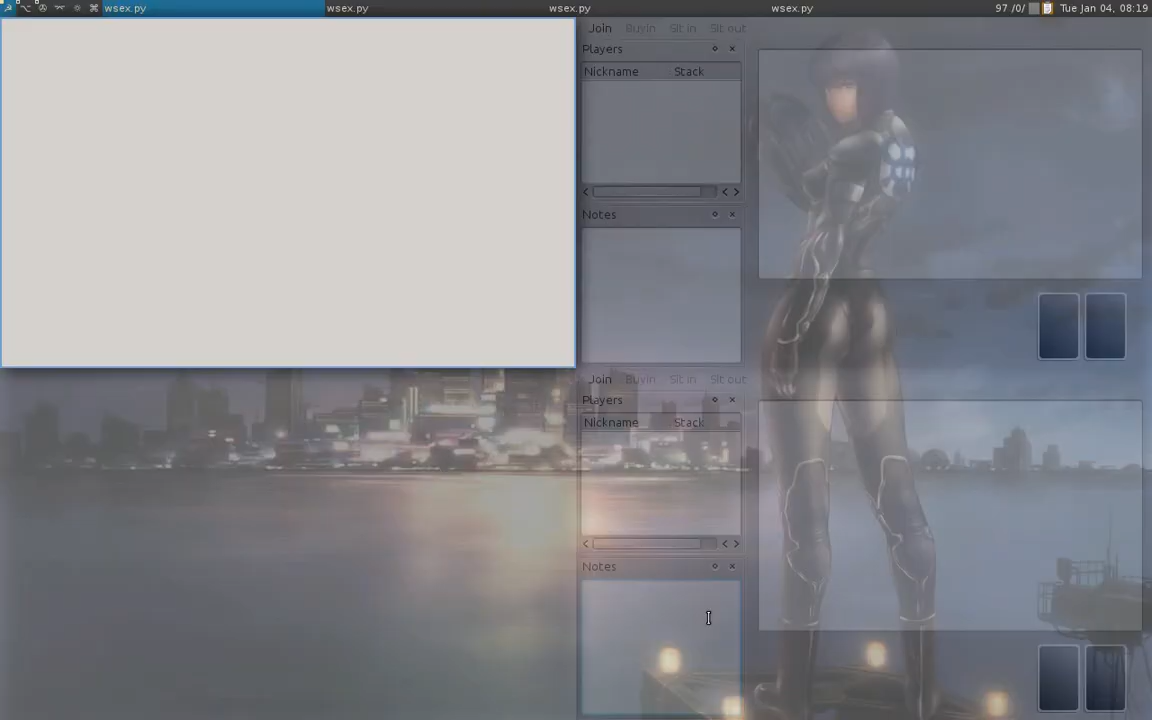 wsex.py wsex.py wsex.py wsex.py 97 /0/ Tue Jan 04, 08:19
Join Buyin Sit in Sit out
Players
Nickname Stack
Notes
Join Buyin Sit in Sit out
Players
Nickname Stack
Notes